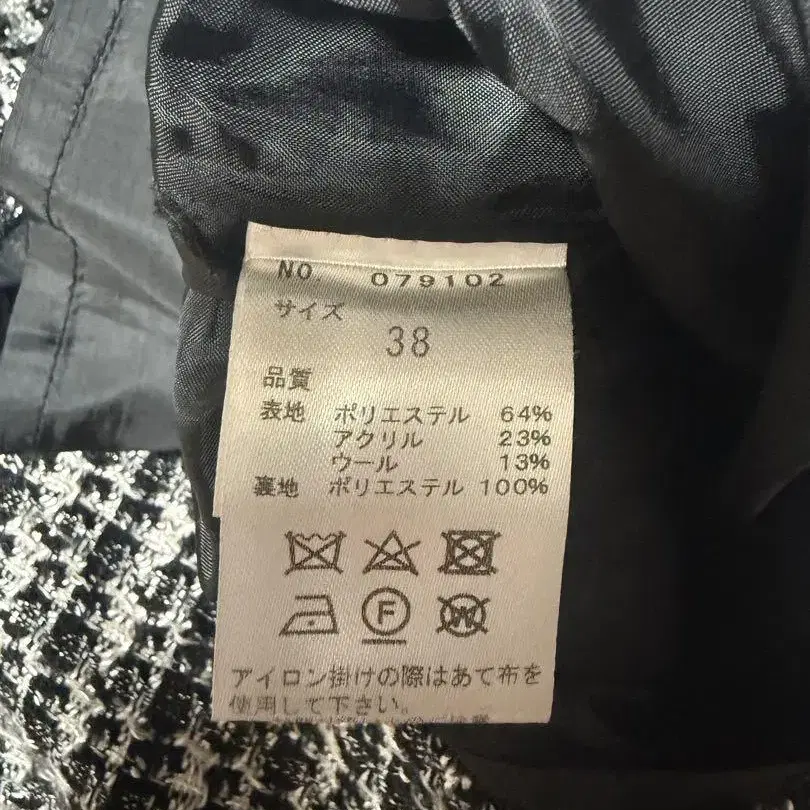 NO. 079102
サイズ
38
品質
表地 ポリエステル 64%
アクリル 23%
ウール 13%
裏地 ポリエステル 100%
F
W
アイロン掛けの際はあて布を
使用して下さい。